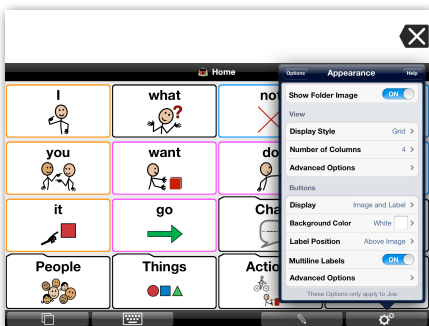 Home
I
what
no
you
want
do
it
go
Cha
People
Things
Actio
Options
Appearance
Help
Show Folder Image
ON
View
Display Style
Grid >
Number of Columns
4 >
Advanced Options
>
Buttons
Display
Image and Label >
Background Color
White
>
Label Position
Above Image >
Multiline Labels
ON
Advanced Options
>
These Options only apply to Joe